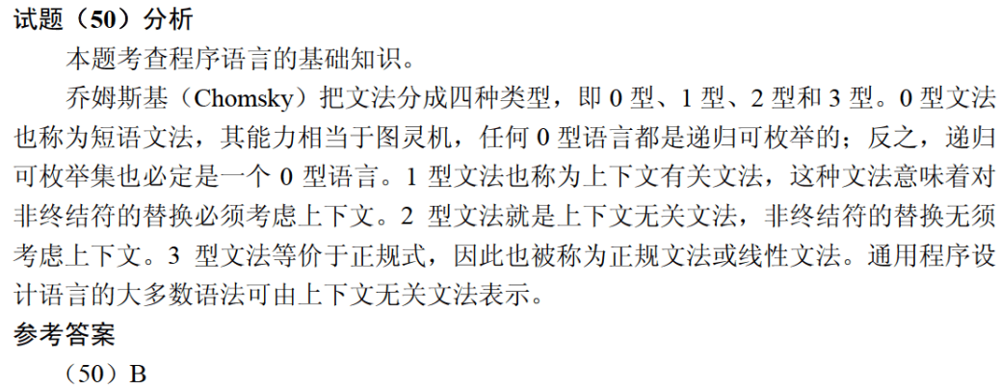 试题（50）分析
本题考查程序语言的基础知识。
乔姆斯基（Chomsky）把文法分成四种类型，即 0 型、1 型、2 型和 3 型。0 型文法
也称为短语文法，其能力相当于图灵机，任何 0 型语言都是递归可枚举的；反之，递归
可枚举集也必定是一个 0 型语言。1 型文法也称为上下文有关文法，这种文法意味着对
非终结符的替换必须考虑上下文。2 型文法就是上下文无关文法，非终结符的替换无须
考虑上下文。3 型文法等价于正规式，因此也被称为正规文法或线性文法。通用程序设
计语言的大多数语法可由上下文无关文法表示。
参考答案
（50）B